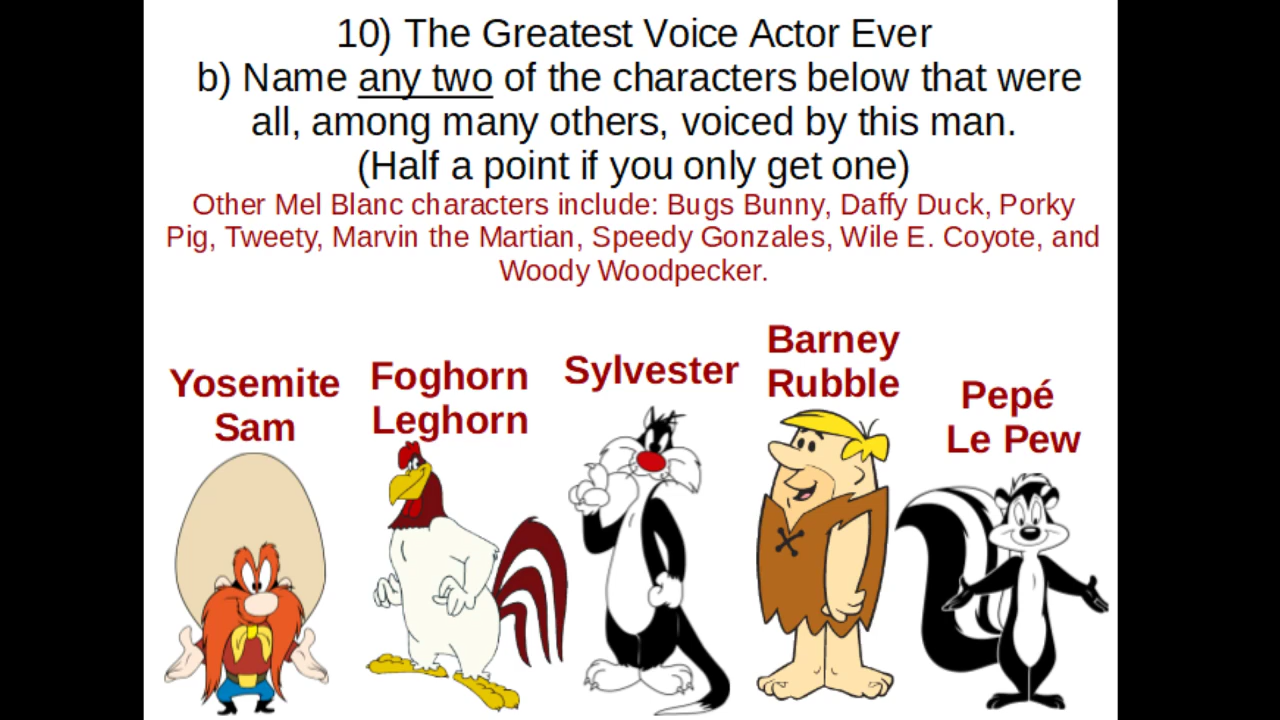 10) The Greatest Voice Actor Ever
b) Name any two of the characters below that were
all, among many others, voiced by this man.
(Half a point if you only get one)
Other Mel Blanc characters include: Bugs Bunny, Daffy Duck, Porky
Pig, Tweety, Marvin the Martian, Speedy Gonzales, Wile E. Coyote, and
Woody Woodpecker.
Yosemite
Sam
Foghorn
Leghorn
Sylvester
Barney
Rubble
Pepé
Le Pew